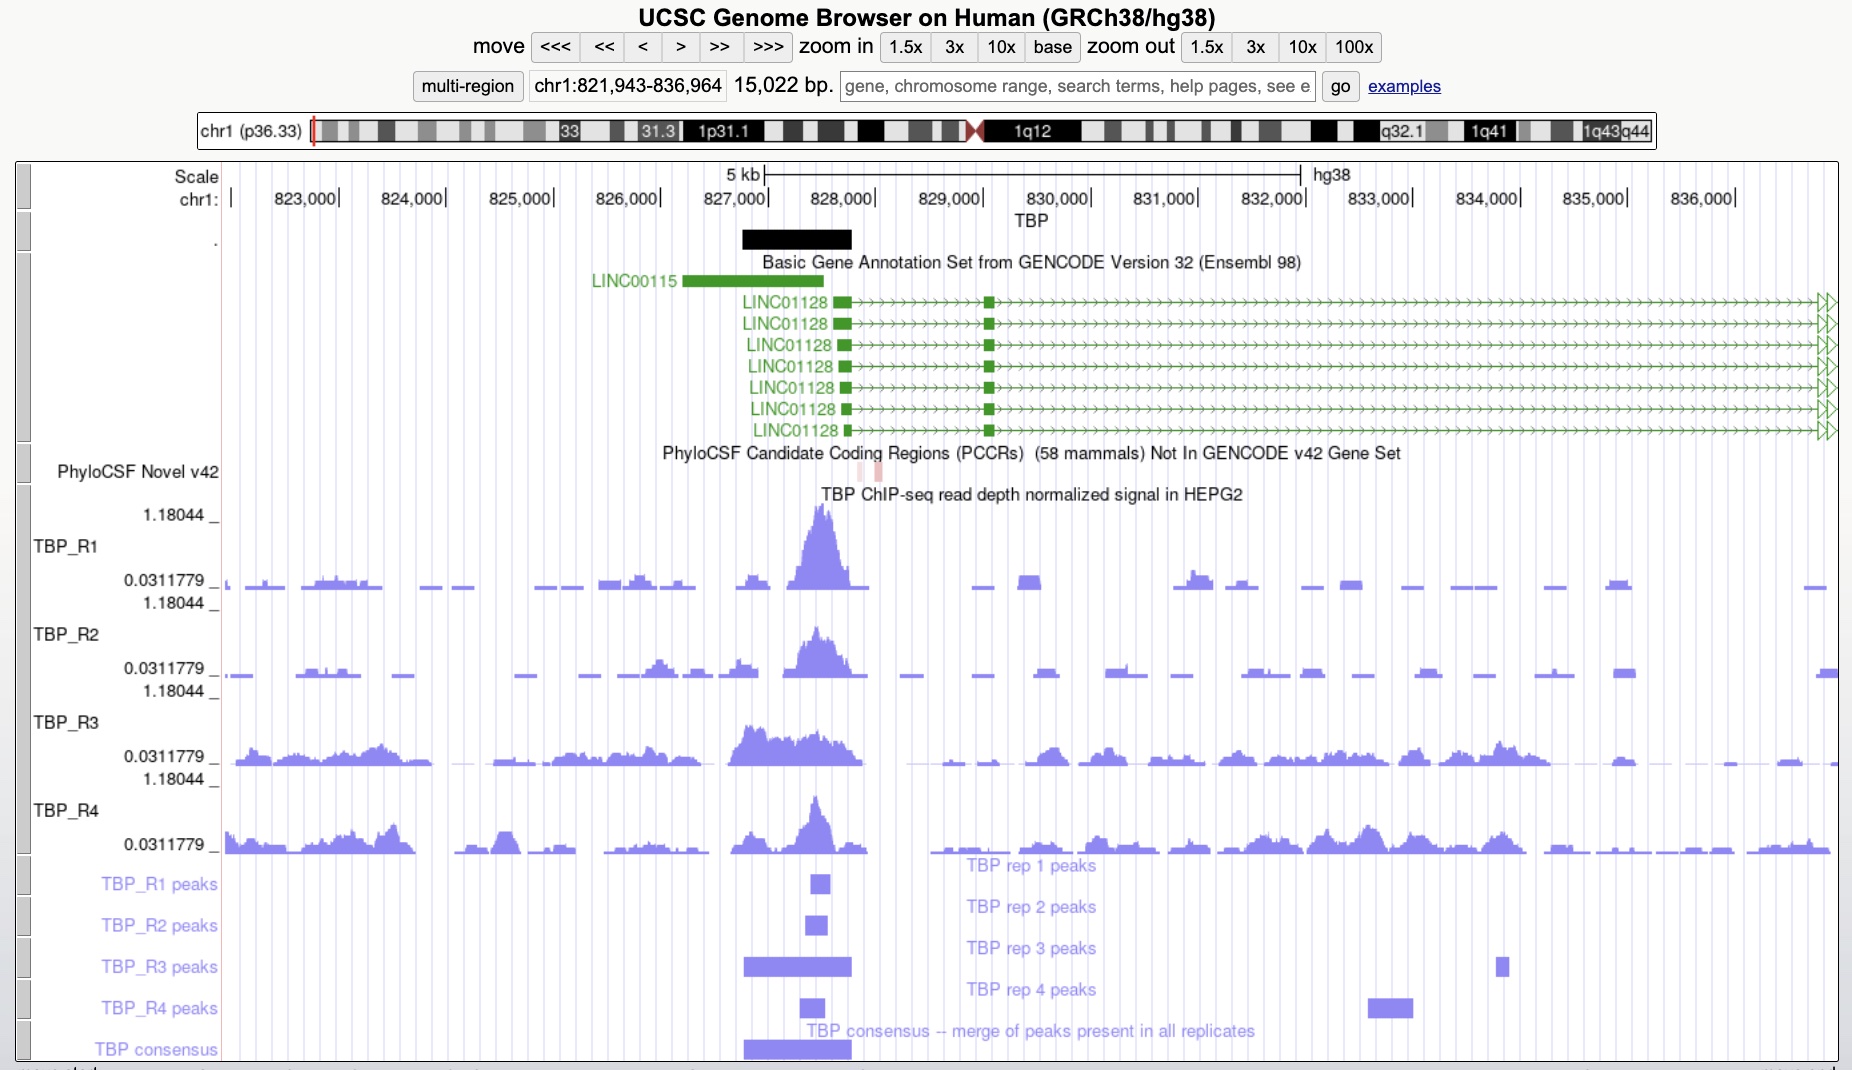 UCSC Genome Browser on Human (GRCh38/hg38)
move <<< << < > >> >>> zoom in 1.5x 3x 10x base zoom out 1.5x 3x 10x 100x
multi-region chr1:821,943-836,964 15,022 bp. gene, chromosome range, search terms, help pages, see e go examples
chr1 (p36.33) 33 31.3 1p31.1 1q12 q32.1 1q41 1q43 q44
Scale 5 kb hg38
chr1: 823,000 824,000 825,000 826,000 827,000 828,000 829,000 830,000 831,000 832,000 833,000 834,000 835,000 836,000
TBP
.
Basic Gene Annotation Set from GENCODE Version 32 (Ensembl 98)
LINC00115
LINC01128
LINC01128
LINC01128
LINC01128
LINC01128
LINC01128
LINC01128
PhyloCSF Candidate Coding Regions (PCCRs) (58 mammals) Not In GENCODE v42 Gene Set
PhyloCSF Novel v42
TBP ChIP-seq read depth normalized signal in HEPG2
1.18044 _
TBP_R1
0.0311779 _
1.18044 _
TBP_R2
0.0311779 _
1.18044 _
TBP_R3
0.0311779 _
1.18044 _
TBP_R4
0.0311779 _
TBP rep 1 peaks
TBP_R1 peaks
TBP rep 2 peaks
TBP_R2 peaks
TBP rep 3 peaks
TBP_R3 peaks
TBP rep 4 peaks
TBP_R4 peaks
TBP consensus -- merge of peaks present in all replicates
TBP consensus